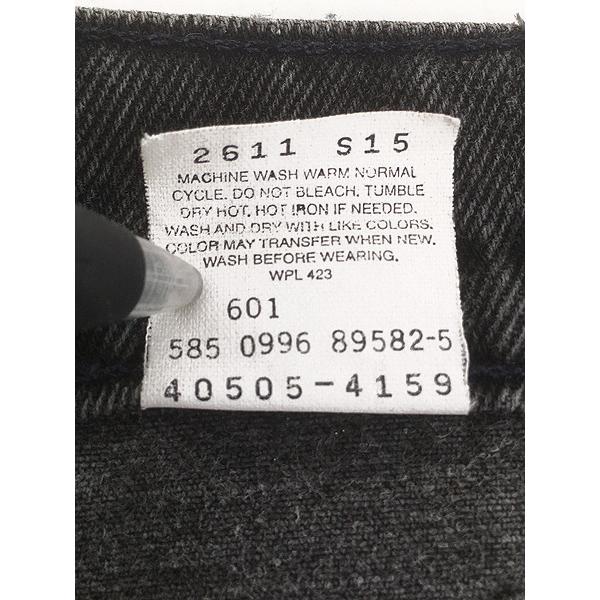 2611 S15
MACHINE WASH WARM NORMAL
CYCLE. DO NOT BLEACH. TUMBLE
DRY HOT. HOT IRON IF NEEDED.
WASH AND DRY WITH LIKE COLORS.
COLOR MAY TRANSFER WHEN NEW.
WASH BEFORE WEARING.
WPL 423
601
585 0996 89582-5
40505-4159